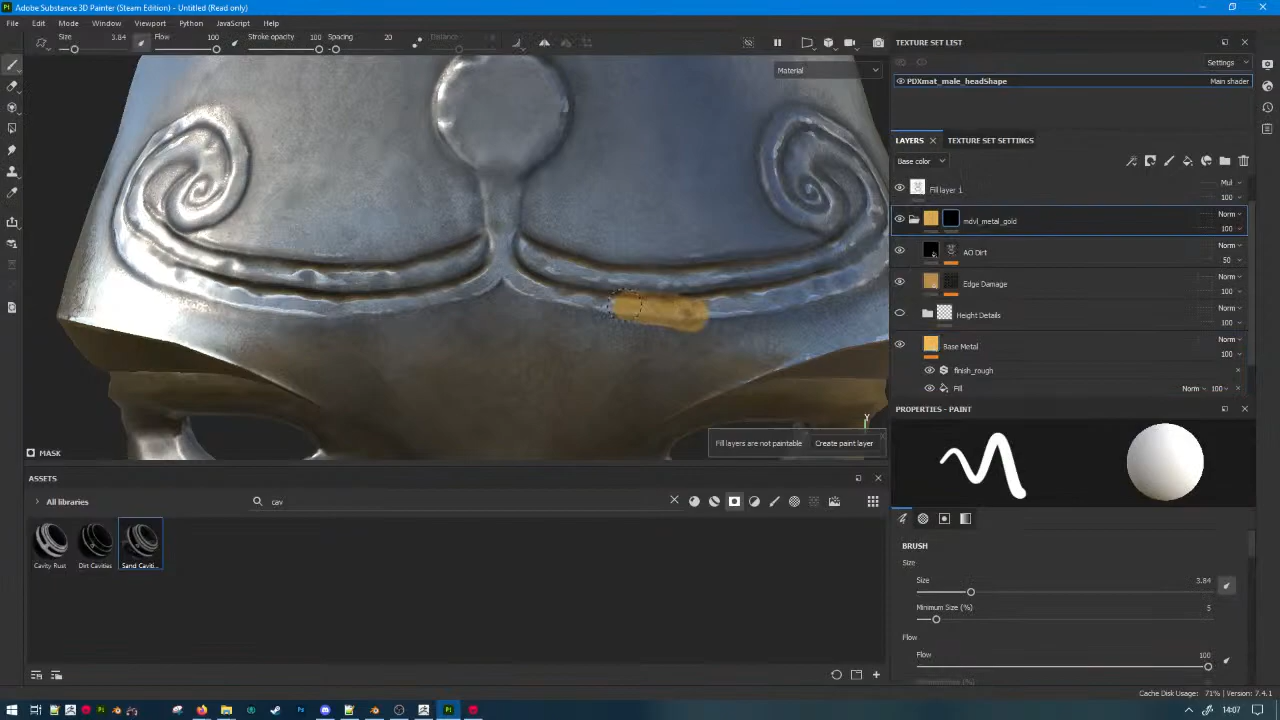 Adobe Substance 3D Painter (Steam Edition) - Untitled (Read only)
File Edit Mode Window Viewport Python JavaScript Help
Size 3.84 Flow 100 Stroke opacity 100 Spacing 20 Distance
Material
TEXTURE SET LIST
Settings
PDXmat_male_headShape Main shader
LAYERS TEXTURE SET SETTINGS
Base color
Fill layer 1 Mul 100
mdvl_metal_gold Norm 100
AO Dirt Norm 50
Edge Damage Norm 100
Height Details Norm 100
Base Metal Norm 100
finish_rough
Fill Norm 100
PROPERTIES - PAINT
Y
Fill layers are not paintable Create paint layer
MASK
ASSETS
All libraries cav
Cavity Rust Dirt Cavities Sand Caviti...
BRUSH
Size
Size 3.84
Minimum Size (%) 5
Flow
Flow 100
Cache Disk Usage: 71% | Version: 7.4.1
14:07